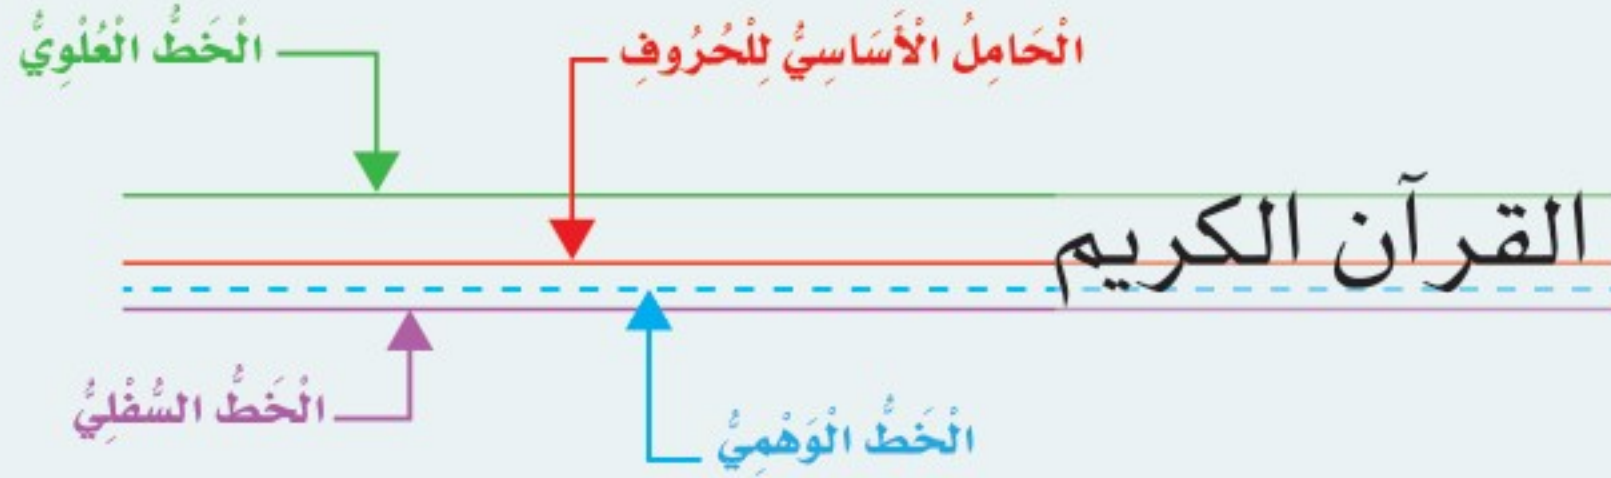 الْحَامِلُ الْأَسَاسِيُّ لِلْحُرُوفِ
الْخَطُّ الْعُلْوِيُّ
القرآن الكريم
الْخَطُّ السُّفْلِيُّ
الْخَطُّ الْوَهْمِيُّ